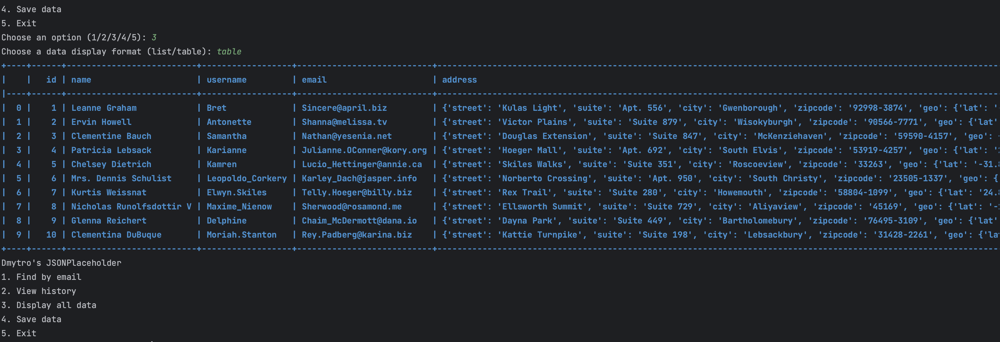 4. Save data
5. Exit
Choose an option (1/2/3/4/5): 3
Choose a data display format (list/table): table
+----+------+--------------------------+------------------+---------------------------+----------------------------------------------------------------------------------------------------------------
|    |   id | name                     | username         | email                     | address
|----+------+--------------------------+------------------+---------------------------+----------------------------------------------------------------------------------------------------------------
|  0 |    1 | Leanne Graham            | Bret             | Sincere@april.biz         | {'street': 'Kulas Light', 'suite': 'Apt. 556', 'city': 'Gwenborough', 'zipcode': '92998-3874', 'geo': {'lat': '
|  1 |    2 | Ervin Howell             | Antonette        | Shanna@melissa.tv         | {'street': 'Victor Plains', 'suite': 'Suite 879', 'city': 'Wisokyburgh', 'zipcode': '90566-7771', 'geo': {'lat'
|  2 |    3 | Clementine Bauch         | Samantha         | Nathan@yesenia.net        | {'street': 'Douglas Extension', 'suite': 'Suite 847', 'city': 'McKenziehaven', 'zipcode': '59590-4157', 'geo':
|  3 |    4 | Patricia Lebsack         | Karianne         | Julianne.OConner@kory.org | {'street': 'Hoeger Mall', 'suite': 'Apt. 692', 'city': 'South Elvis', 'zipcode': '53919-4257', 'geo': {'lat': '
|  4 |    5 | Chelsey Dietrich         | Kamren           | Lucio_Hettinger@annie.ca  | {'street': 'Skiles Walks', 'suite': 'Suite 351', 'city': 'Roscoeview', 'zipcode': '33263', 'geo': {'lat': '-31.
|  5 |    6 | Mrs. Dennis Schulist     | Leopoldo_Corkery | Karley_Dach@jasper.info   | {'street': 'Norberto Crossing', 'suite': 'Apt. 950', 'city': 'South Christy', 'zipcode': '23505-1337', 'geo': {
|  6 |    7 | Kurtis Weissnat          | Elwyn.Skiles     | Telly.Hoeger@billy.biz    | {'street': 'Rex Trail', 'suite': 'Suite 280', 'city': 'Howemouth', 'zipcode': '58804-1099', 'geo': {'lat': '24.
|  7 |    8 | Nicholas Runolfsdottir V | Maxime_Nienow    | Sherwood@rosamond.me      | {'street': 'Ellsworth Summit', 'suite': 'Suite 729', 'city': 'Aliyaview', 'zipcode': '45169', 'geo': {'lat': '-
|  8 |    9 | Glenna Reichert          | Delphine         | Chaim_McDermott@dana.io   | {'street': 'Dayna Park', 'suite': 'Suite 449', 'city': 'Bartholomebury', 'zipcode': '76495-3109', 'geo': {'lat'
|  9 |   10 | Clementina DuBuque       | Moriah.Stanton   | Rey.Padberg@karina.biz    | {'street': 'Kattie Turnpike', 'suite': 'Suite 198', 'city': 'Lebsackbury', 'zipcode': '31428-2261', 'geo': {'la
+----+------+--------------------------+------------------+---------------------------+----------------------------------------------------------------------------------------------------------------
Dmytro's JSONPlaceholder
1. Find by email
2. View history
3. Display all data
4. Save data
5. Exit